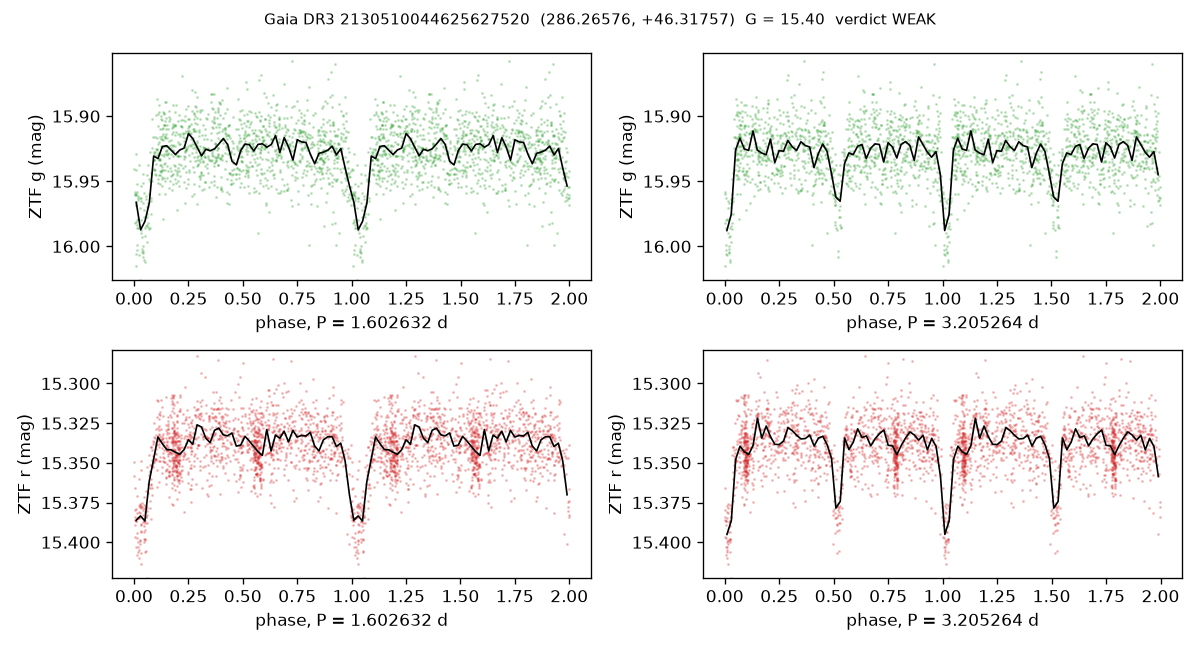 Gaia DR3 2130510044625627520  (286.26576, +46.31757)  G = 15.40  verdict WEAK
ZTF g (mag)
15.90
15.95
16.00
0.00 0.25 0.50 0.75 1.00 1.25 1.50 1.75 2.00
phase, P = 1.602632 d
ZTF g (mag)
15.90
15.95
16.00
0.00 0.25 0.50 0.75 1.00 1.25 1.50 1.75 2.00
phase, P = 3.205264 d
ZTF r (mag)
15.300
15.325
15.350
15.375
15.400
0.00 0.25 0.50 0.75 1.00 1.25 1.50 1.75 2.00
phase, P = 1.602632 d
ZTF r (mag)
15.300
15.325
15.350
15.375
15.400
0.00 0.25 0.50 0.75 1.00 1.25 1.50 1.75 2.00
phase, P = 3.205264 d